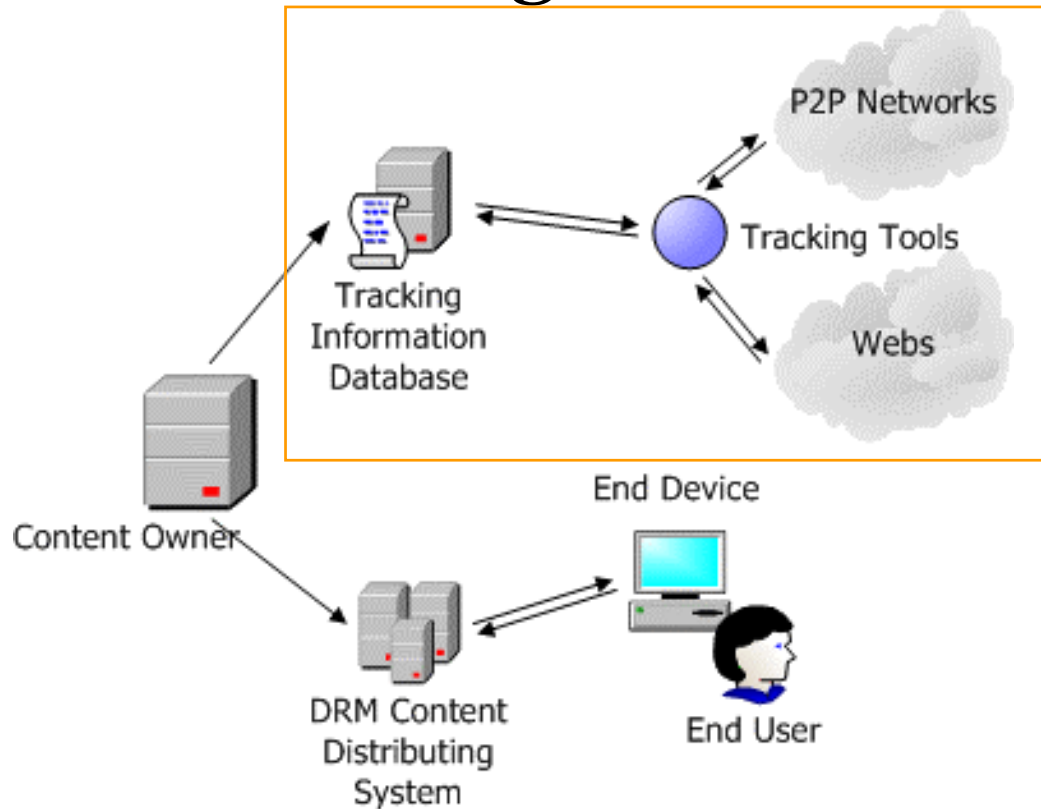 P2P Networks
Tracking Tools
Webs
Tracking
Information
Database
Content Owner
End Device
End User
DRM Content
Distributing
System